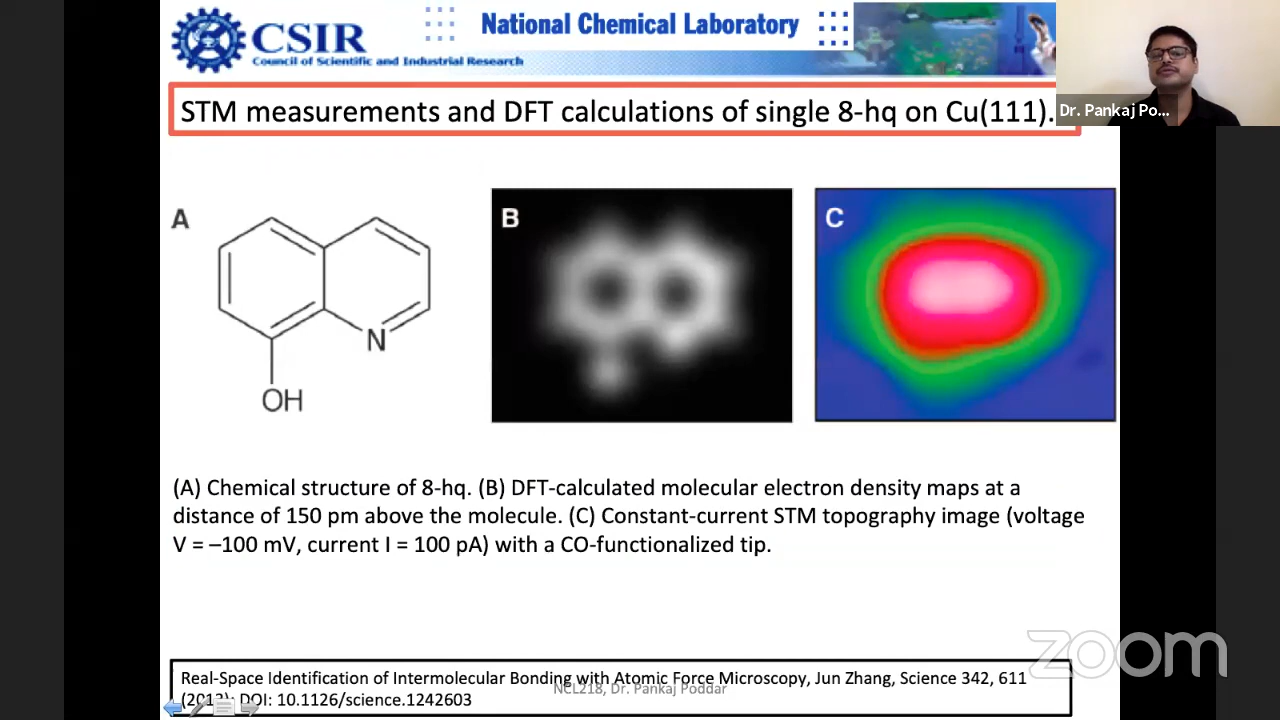 CSIR
Council of Scientific and Industrial Research
National Chemical Laboratory
Dr. Pankaj Po...
STM measurements and DFT calculations of single 8-hq on Cu(111).
A
N
OH
B
C
(A) Chemical structure of 8-hq. (B) DFT-calculated molecular electron density maps at a
distance of 150 pm above the molecule. (C) Constant-current STM topography image (voltage
V = –100 mV, current I = 100 pA) with a CO-functionalized tip.
zoom
Real-Space Identification of Intermolecular Bonding with Atomic Force Microscopy, Jun Zhang, Science 342, 611
NCL218, Dr. Pankaj Poddar
(2013); DOI: 10.1126/science.1242603